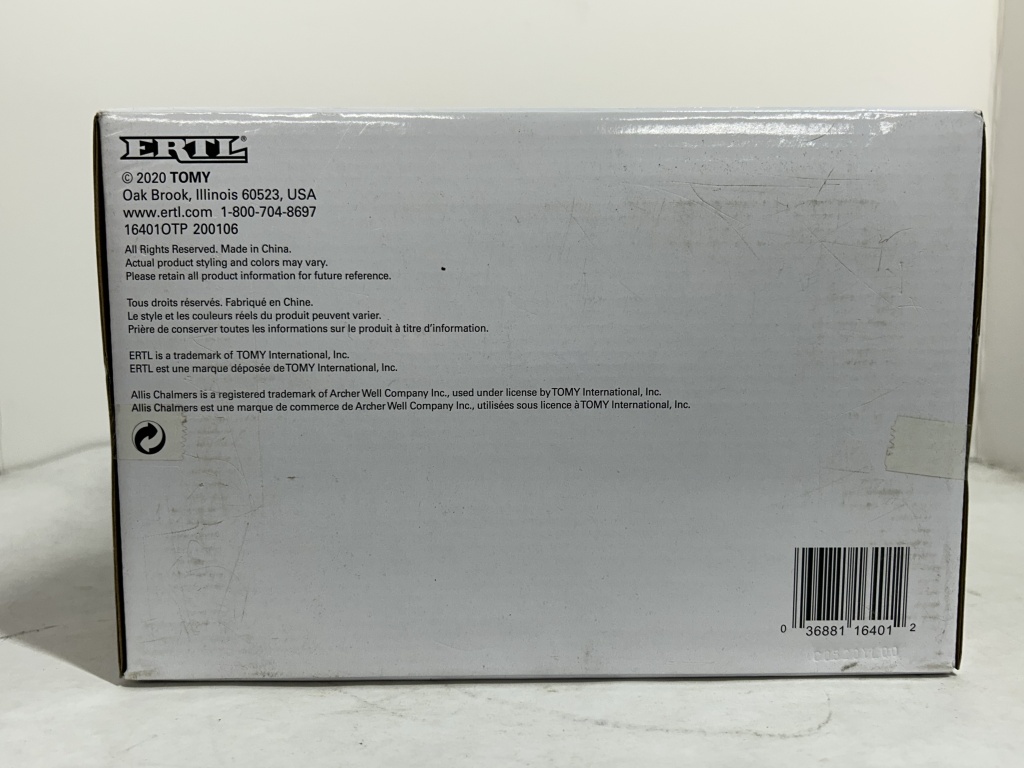 ERTL®
© 2020 TOMY
Oak Brook, Illinois 60523, USA
www.ertl.com 1-800-704-8697
16401OTP 200106
All Rights Reserved. Made in China.
Actual product styling and colors may vary.
Please retain all product information for future reference.
Tous droits réservés. Fabriqué en Chine.
Le style et les couleurs réels du produit peuvent varier.
Prière de conserver toutes les informations sur le produit à titre d'information.
ERTL is a trademark of TOMY International, Inc.
ERTL est une marque déposée de TOMY International, Inc.
Allis Chalmers is a registered trademark of Archer Well Company Inc., used under license by TOMY International, Inc.
Allis Chalmers est une marque de commerce de Archer Well Company Inc., utilisées sous licence à TOMY International, Inc.
0 36881 16401 2